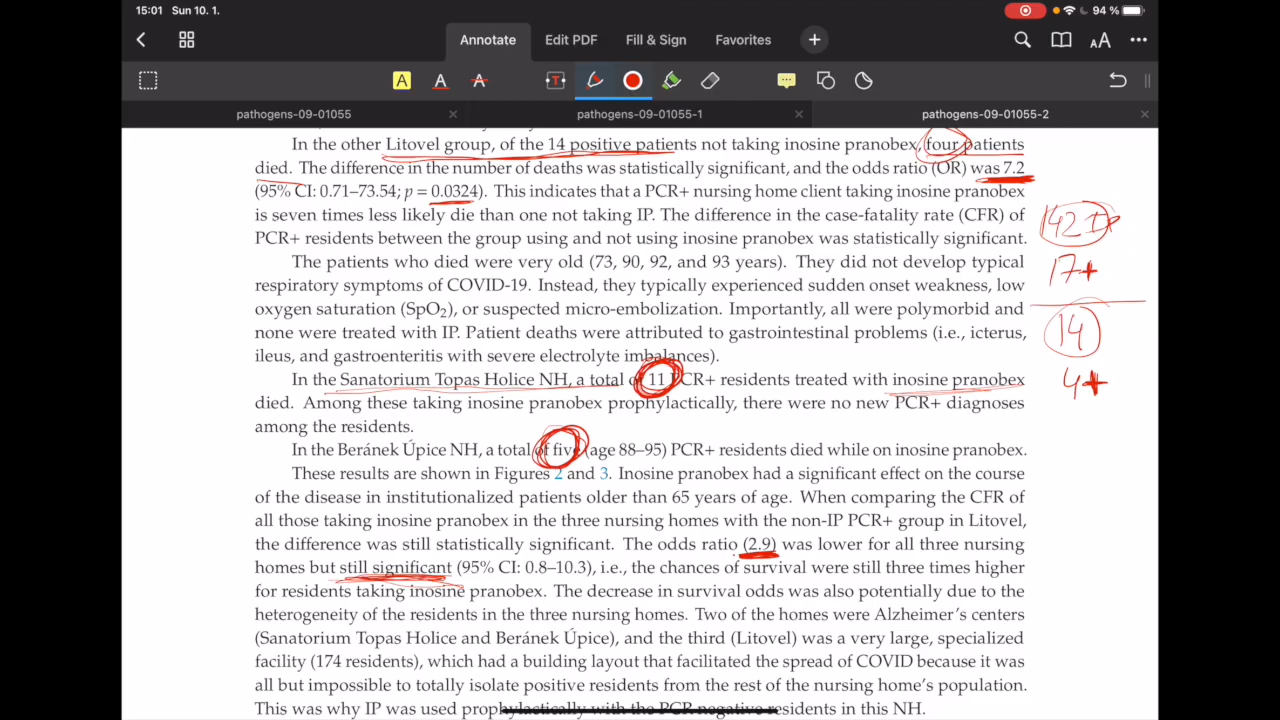 15:01 Sun 10. 1.
94 %
Annotate Edit PDF Fill & Sign Favorites
AA
A A A T
pathogens-09-01055 pathogens-09-01055-1 pathogens-09-01055-2
In the other Litovel group, of the 14 positive patients not taking inosine pranobex, four patients
died. The difference in the number of deaths was statistically significant, and the odds ratio (OR) was 7.2
(95% CI: 0.71–73.54; p = 0.0324). This indicates that a PCR+ nursing home client taking inosine pranobex
is seven times less likely die than one not taking IP. The difference in the case-fatality rate (CFR) of
PCR+ residents between the group using and not using inosine pranobex was statistically significant.
142 IP
17+
14
4+
The patients who died were very old (73, 90, 92, and 93 years). They did not develop typical
respiratory symptoms of COVID-19. Instead, they typically experienced sudden onset weakness, low
oxygen saturation (SpO2), or suspected micro-embolization. Importantly, all were polymorbid and
none were treated with IP. Patient deaths were attributed to gastrointestinal problems (i.e., icterus,
ileus, and gastroenteritis with severe electrolyte imbalances).
In the Sanatorium Topas Holice NH, a total of 11 PCR+ residents treated with inosine pranobex
died. Among these taking inosine pranobex prophylactically, there were no new PCR+ diagnoses
among the residents.
In the Beránek Úpice NH, a total of five (age 88–95) PCR+ residents died while on inosine pranobex.
These results are shown in Figures 2 and 3. Inosine pranobex had a significant effect on the course
of the disease in institutionalized patients older than 65 years of age. When comparing the CFR of
all those taking inosine pranobex in the three nursing homes with the non-IP PCR+ group in Litovel,
the difference was still statistically significant. The odds ratio (2.9) was lower for all three nursing
homes but still significant (95% CI: 0.8–10.3), i.e., the chances of survival were still three times higher
for residents taking inosine pranobex. The decrease in survival odds was also potentially due to the
heterogeneity of the residents in the three nursing homes. Two of the homes were Alzheimer's centers
(Sanatorium Topas Holice and Beránek Úpice), and the third (Litovel) was a very large, specialized
facility (174 residents), which had a building layout that facilitated the spread of COVID because it was
all but impossible to totally isolate positive residents from the rest of the nursing home's population.
This was why IP was used prophylactically with the PCR negative residents in this NH.